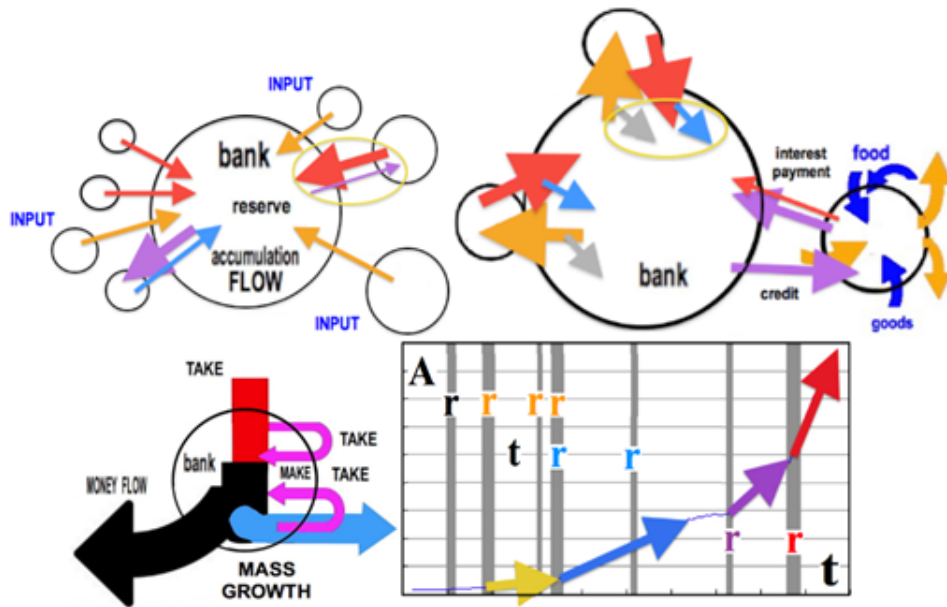 INPUT
bank
reserve
INPUT
accumulation
FLOW
INPUT
interest
payment
food
bank
credit
goods
TAKE
bank
TAKE
MONEY FLOW
MAKE
TAKE
MASS
GROWTH
A
r r r r
t
r r
r r
t